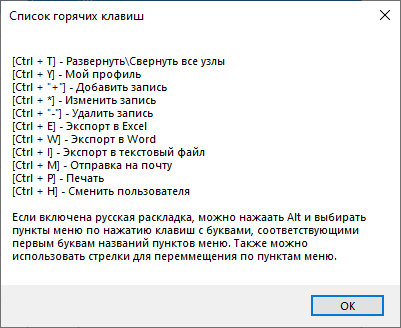 Список горячих клавиш
[Ctrl + T] - Развернуть\Свернуть все узлы
[Ctrl + Y] - Мой профиль
[Ctrl + "+"] - Добавить запись
[Ctrl + *] - Изменить запись
[Ctrl + "-"] - Удалить запись
[Ctrl + E] - Экспорт в Excel
[Ctrl + W] - Экспорт в Word
[Ctrl + I] - Экспорт в текстовый файл
[Ctrl + M] - Отправка на почту
[Ctrl + P] - Печать
[Ctrl + H] - Сменить пользователя
Если включена русская раскладка, можно нажаать Alt и выбирать
пункты меню по нажатию клавиш с буквами, соответствующими
первым буквам названий пунктов меню. Также можно
использовать стрелки для переммещения по пунктам меню.
ОК